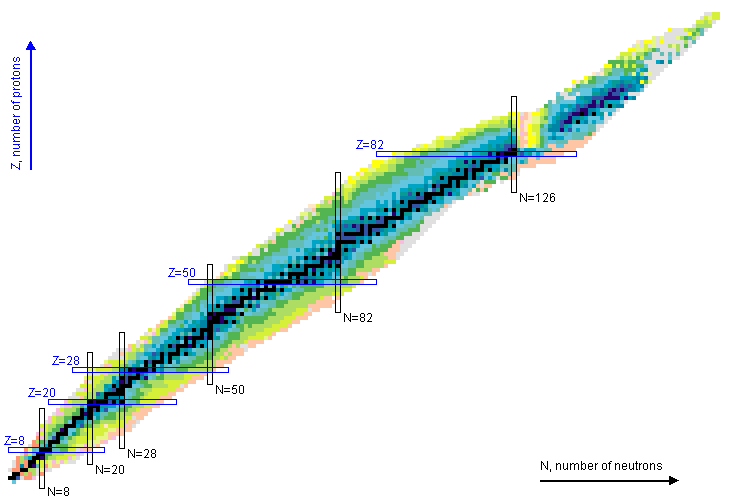 Z, number of protons
Z=82
N=126
Z=50
N=82
Z=28
N=50
Z=20
N=28
Z=8
N=20
N=8
N, number of neutrons